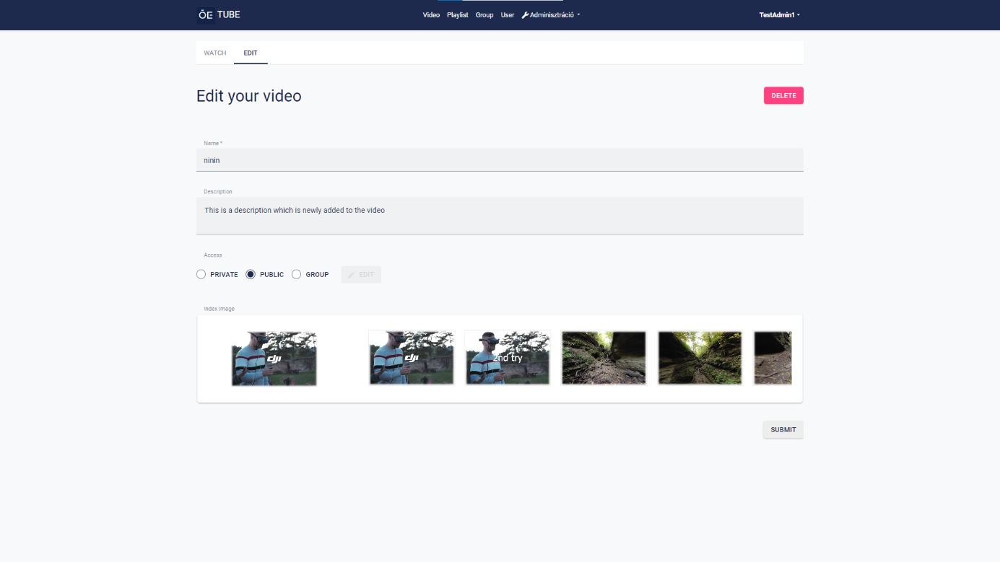 ŌE TUBE
Video Playlist Group User Adminisztráció
TestAdmin1
WATCH EDIT
Edit your video
DELETE
Name *
ninin
Description
This is a description which is newly added to the video
Access
PRIVATE PUBLIC GROUP EDIT
Index Image
dji dji 2nd try
SUBMIT